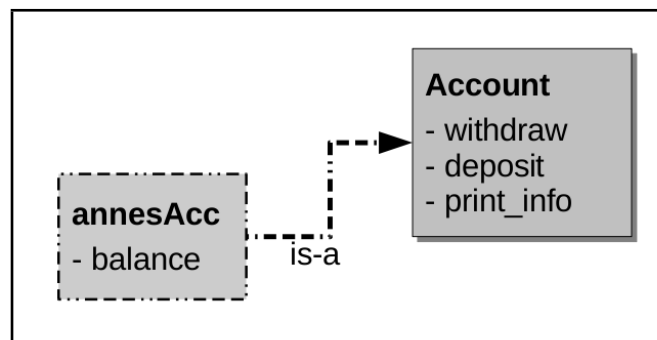 Account
- withdraw
- deposit
- print_info
annesAcc
- balance
is-a